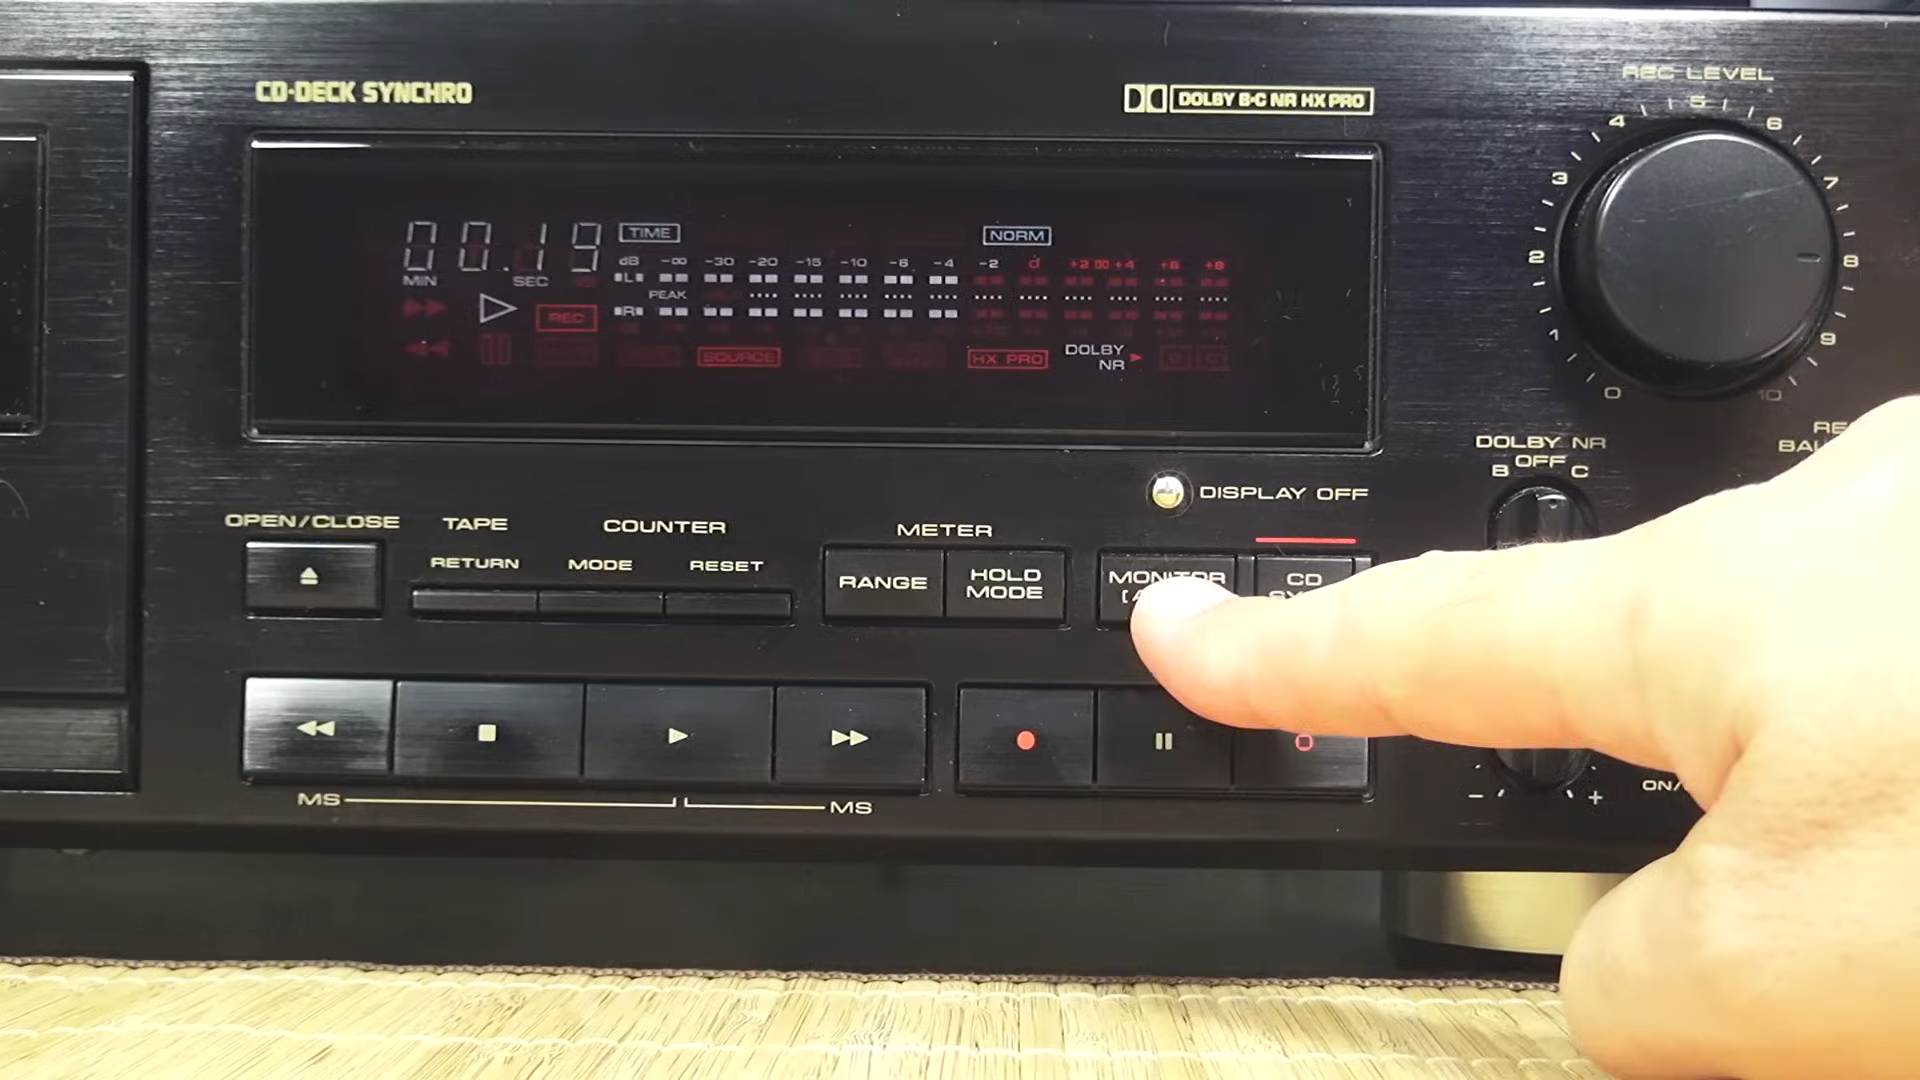 CD·DECK SYNCHRO
DOLBY B·C NR HX PRO
REC LEVEL
0 1 2 3 4 5 6 7 8 9 10
00.19
MIN SEC
TIME
NORM
dB -∞ -30 -20 -15 -10 -6 -4 -2 0 +2 +4 +6 +8
L
PEAK
R
REC
SOURCE
HX PRO
DOLBY NR
DOLBY NR
B OFF C
DISPLAY OFF
OPEN/CLOSE
TAPE
RETURN
COUNTER
MODE RESET
METER
RANGE
HOLD
MODE
MONITOR
CD
MS
MS
- +